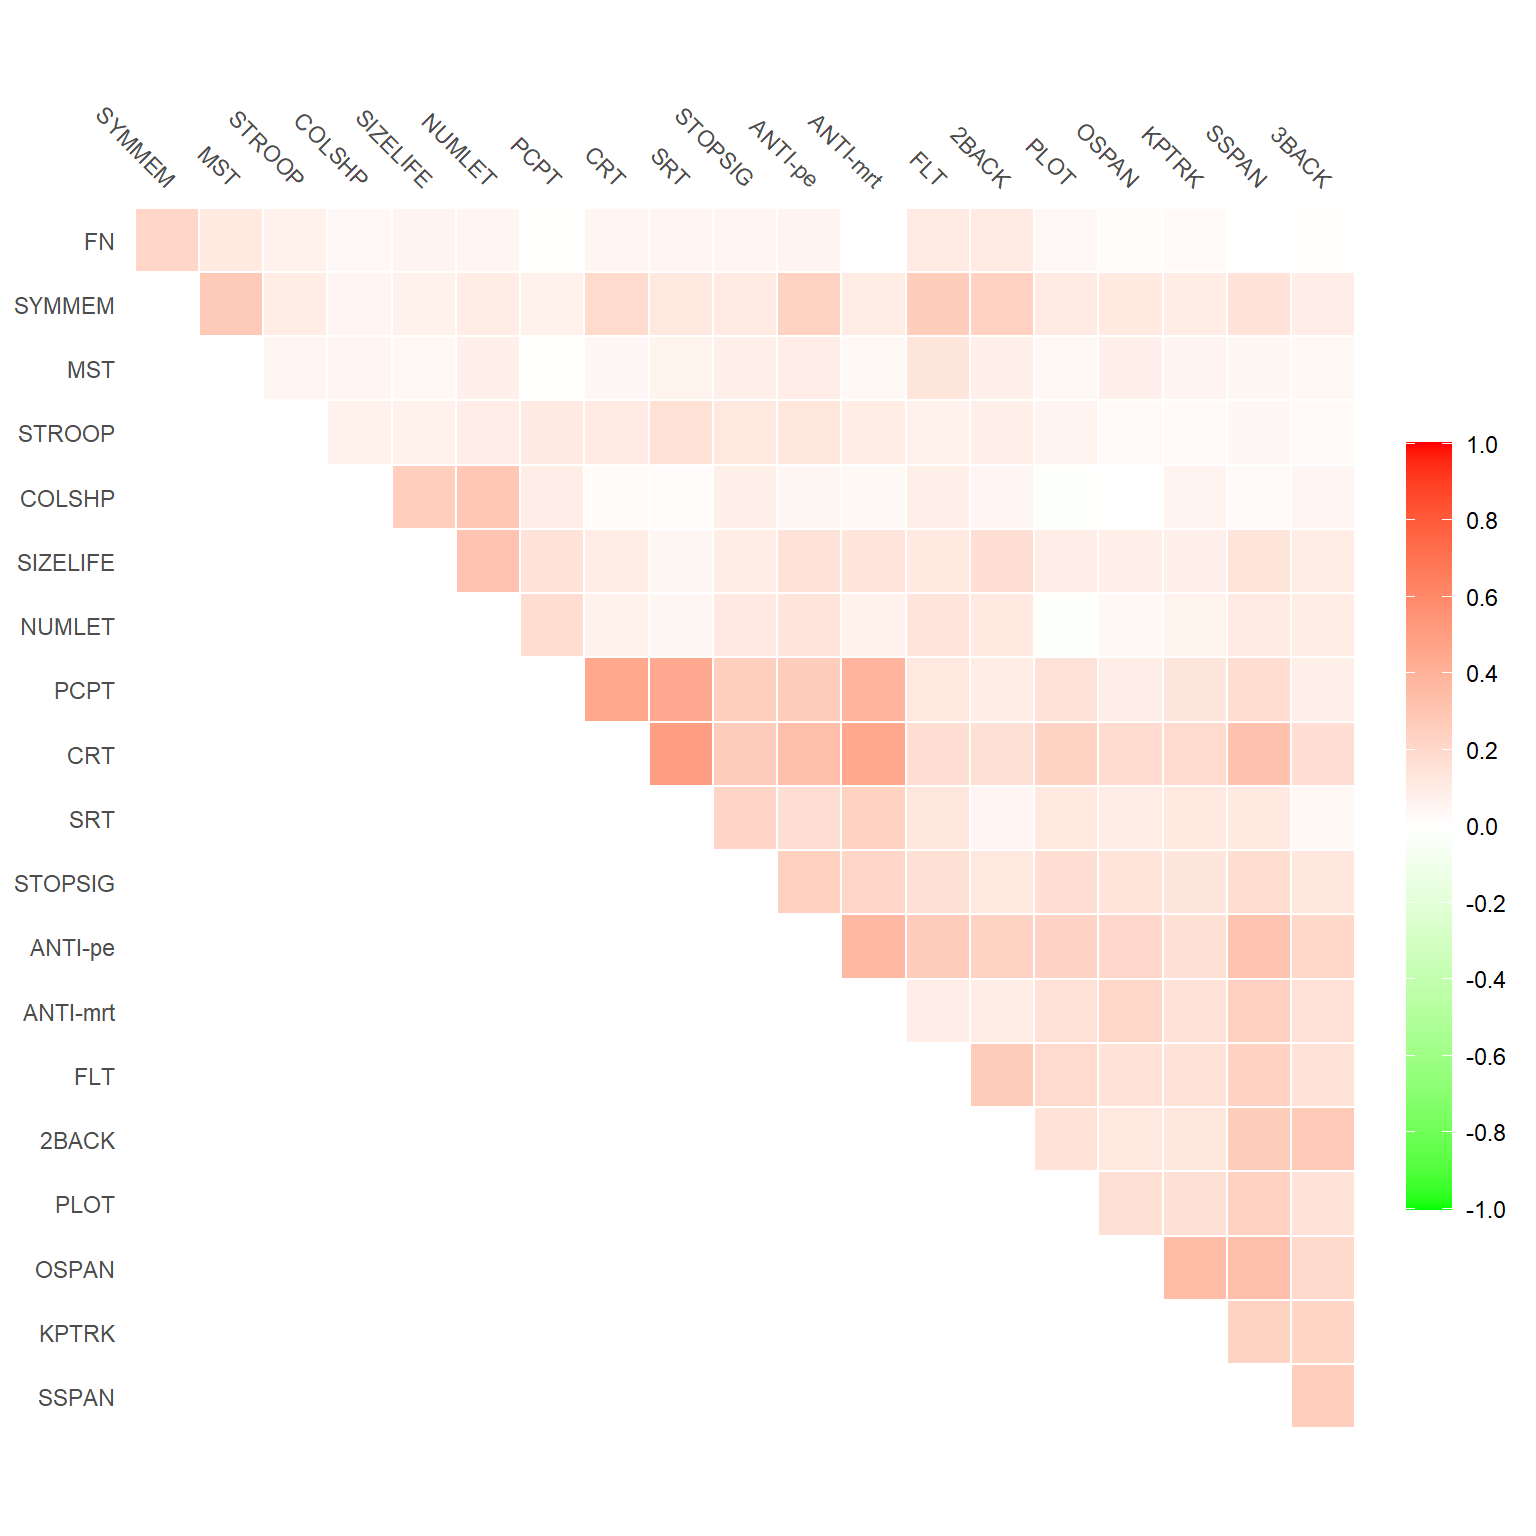 SYMMEM
MST
STROOP
COLSHP
SIZELIFE
NUMLET
PCPT
CRT
SRT
STOPSIG
ANTI-pe
ANTI-mrt
FLT
2BACK
PLOT
OSPAN
KPTRK
SSPAN
3BACK
FN
SYMMEM
MST
STROOP
COLSHP
SIZELIFE
NUMLET
PCPT
CRT
SRT
STOPSIG
ANTI-pe
ANTI-mrt
FLT
2BACK
PLOT
OSPAN
KPTRK
SSPAN
1.0
0.8
0.6
0.4
0.2
0.0
-0.2
-0.4
-0.6
-0.8
-1.0